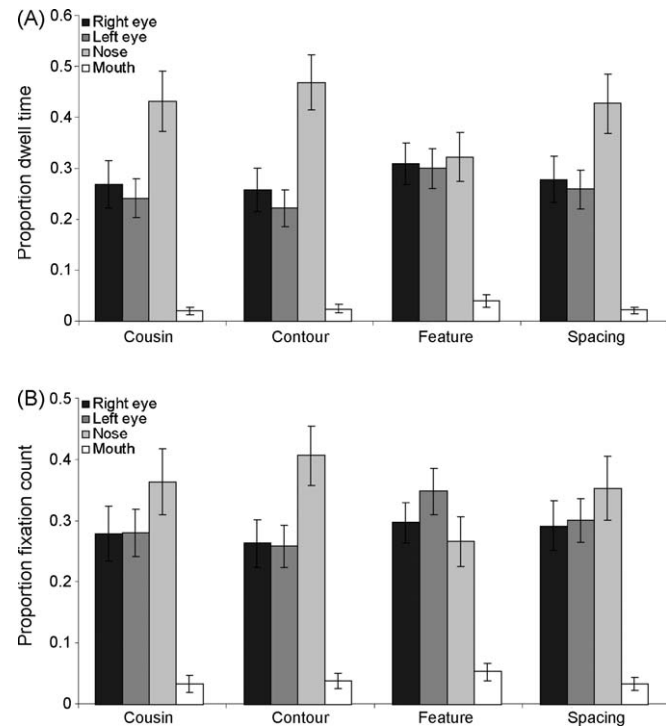 (A)
0.6
Right eye
Left eye
Nose
Mouth
0.5
0.4
0.3
0.2
0.1
0
Proportion dwell time
Cousin Contour Feature Spacing
(B)
0.5
Right eye
Left eye
Nose
Mouth
0.4
0.3
0.2
0.1
0
Proportion fixation count
Cousin Contour Feature Spacing